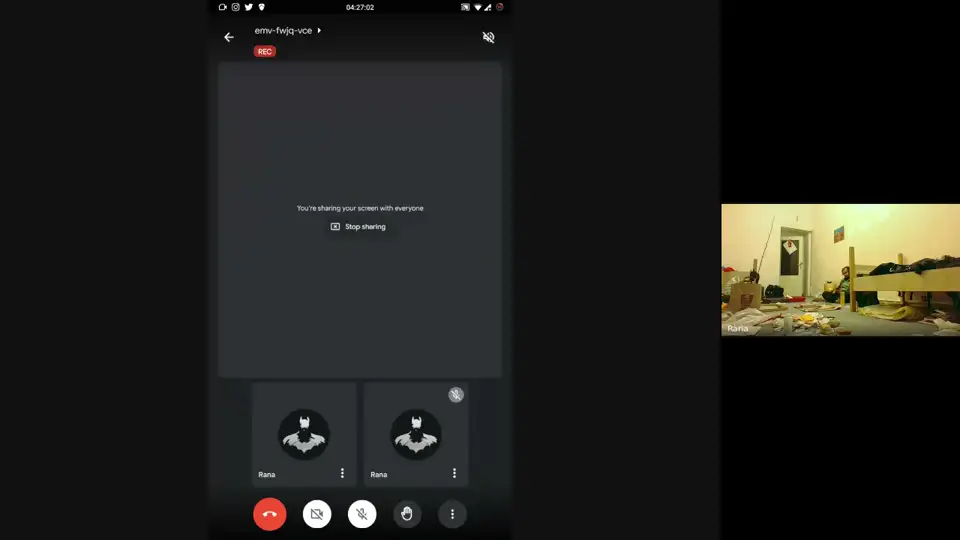 04:27:02
emv-fwjq-vce
REC
You're sharing your screen with everyone
Stop sharing
Rana
Rana
Rana